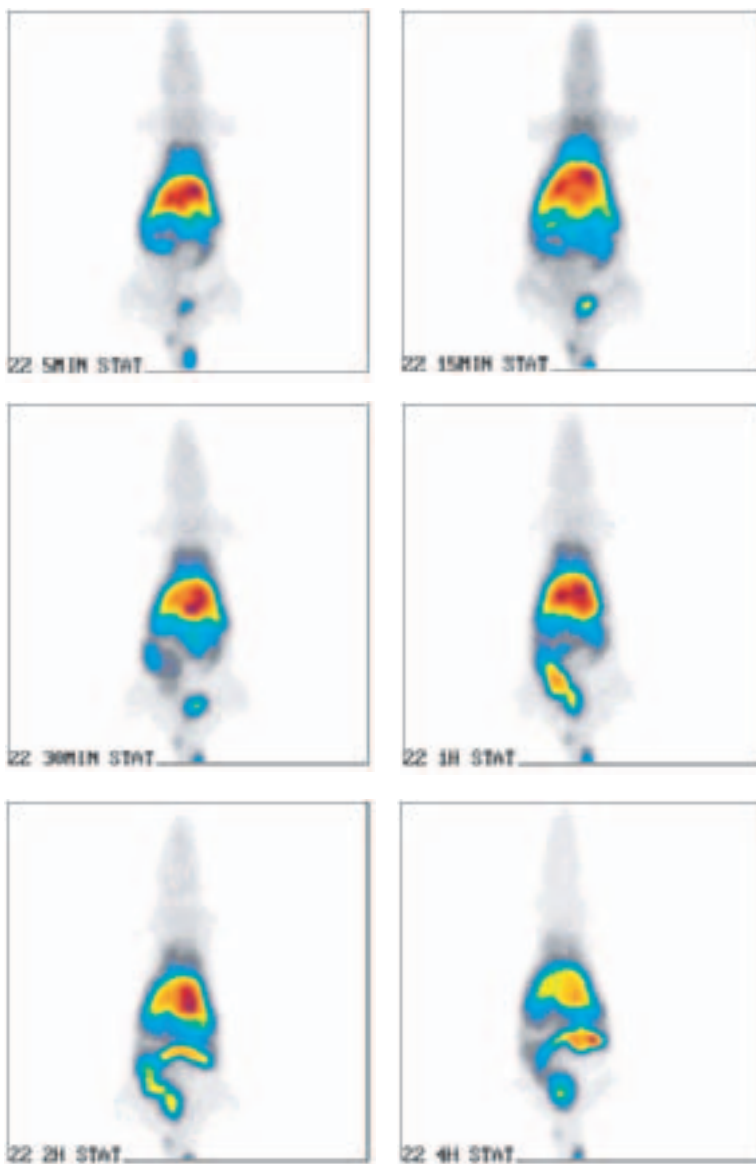 22 5MIN STAT
22 15MIN STAT
22 30MIN STAT
22 1H STAT
22 2H STAT
22 4H STAT